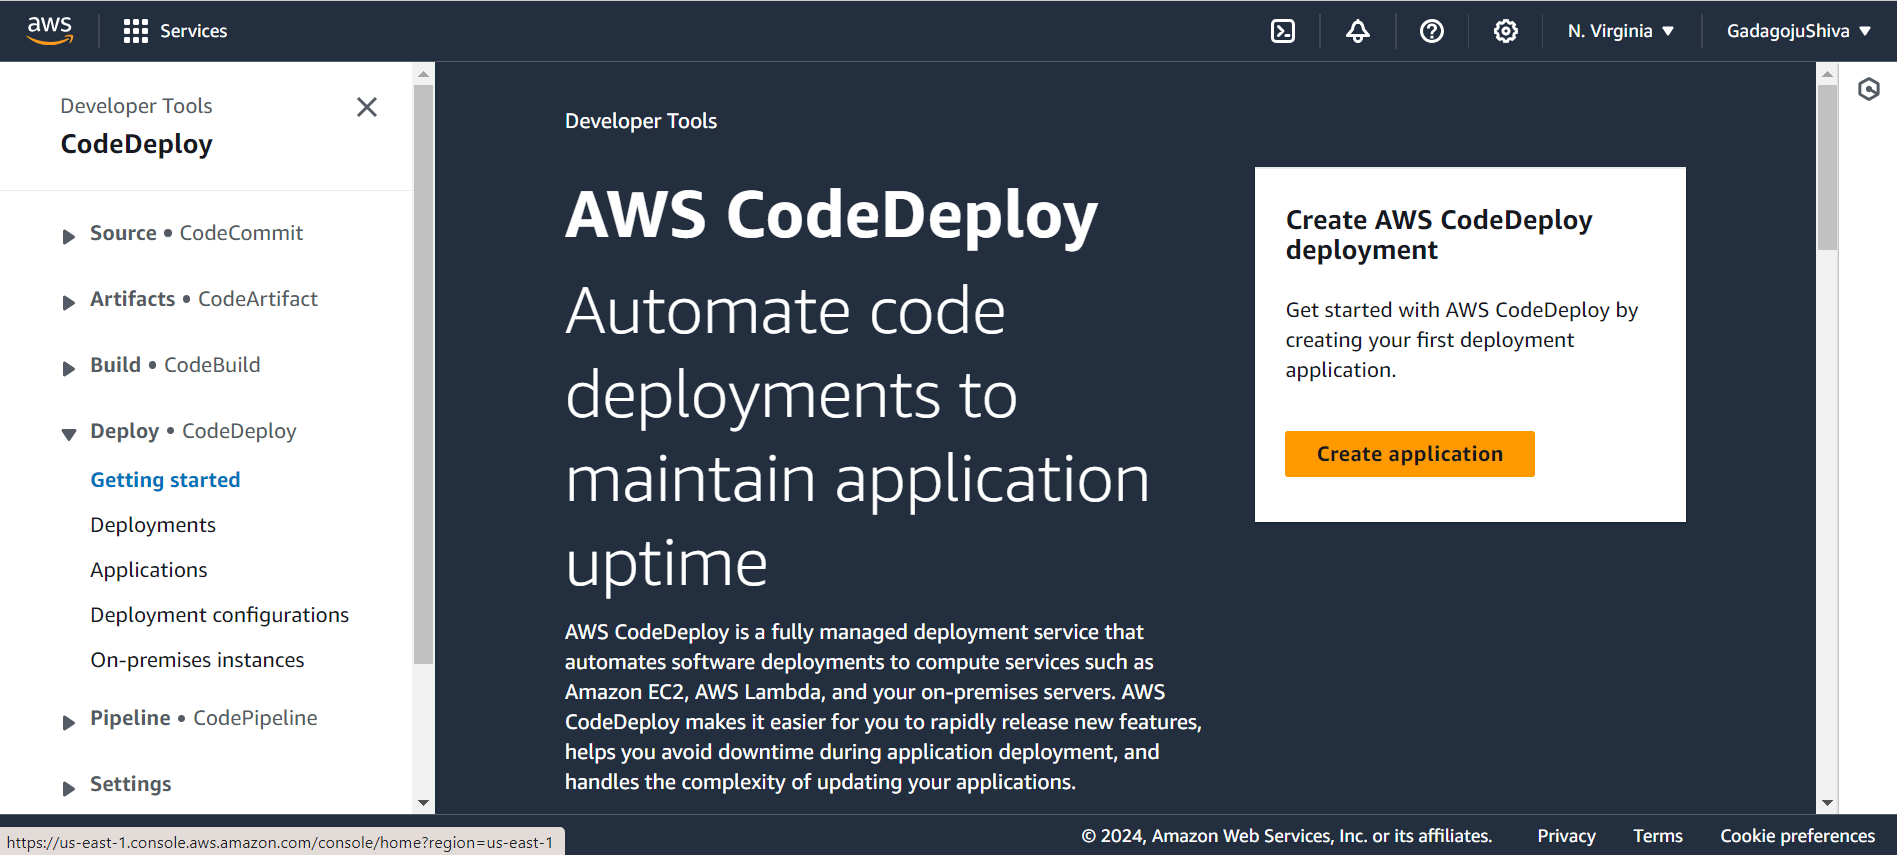 aws
Services
N. Virginia
GadagojuShiva
Developer Tools
CodeDeploy
Source • CodeCommit
Artifacts • CodeArtifact
Build • CodeBuild
Deploy • CodeDeploy
Getting started
Deployments
Applications
Deployment configurations
On-premises instances
Pipeline • CodePipeline
Settings
Developer Tools
AWS CodeDeploy
Automate code
deployments to
maintain application
uptime
AWS CodeDeploy is a fully managed deployment service that
automates software deployments to compute services such as
Amazon EC2, AWS Lambda, and your on-premises servers. AWS
CodeDeploy makes it easier for you to rapidly release new features,
helps you avoid downtime during application deployment, and
handles the complexity of updating your applications.
Create AWS CodeDeploy
deployment
Get started with AWS CodeDeploy by
creating your first deployment
application.
Create application
https://us-east-1.console.aws.amazon.com/console/home?region=us-east-1
© 2024, Amazon Web Services, Inc. or its affiliates.
Privacy
Terms
Cookie preferences